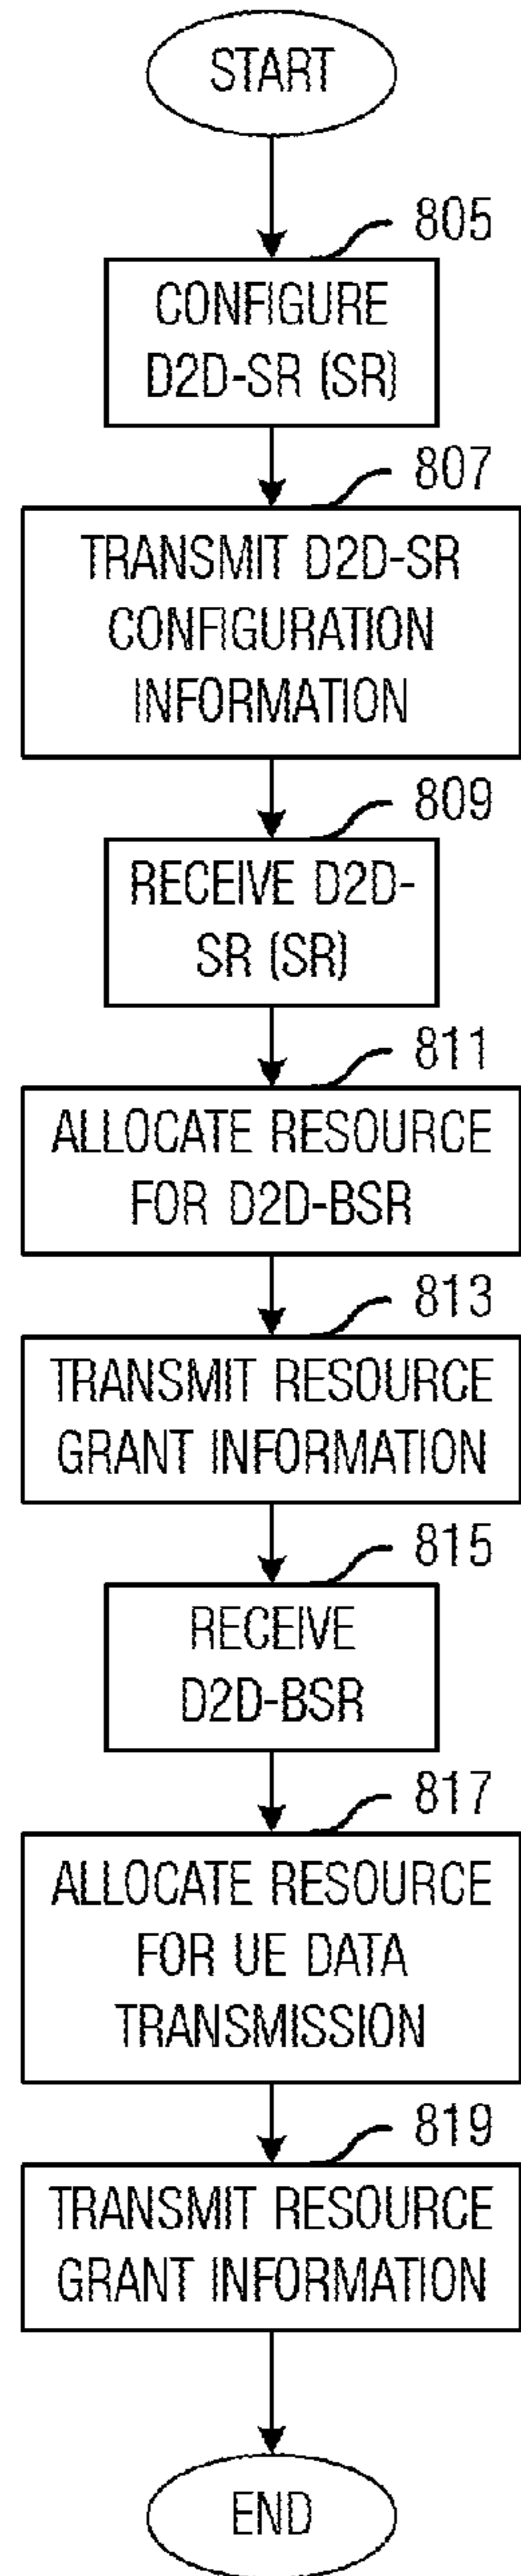 START
805
CONFIGURE
D2D-SR (SR)
807
TRANSMIT D2D-SR
CONFIGURATION
INFORMATION
809
RECEIVE D2D-
SR (SR)
811
ALLOCATE RESOURCE
FOR D2D-BSR
813
TRANSMIT RESOURCE
GRANT INFORMATION
815
RECEIVE
D2D-BSR
817
ALLOCATE RESOURCE
FOR UE DATA
TRANSMISSION
819
TRANSMIT RESOURCE
GRANT INFORMATION
END